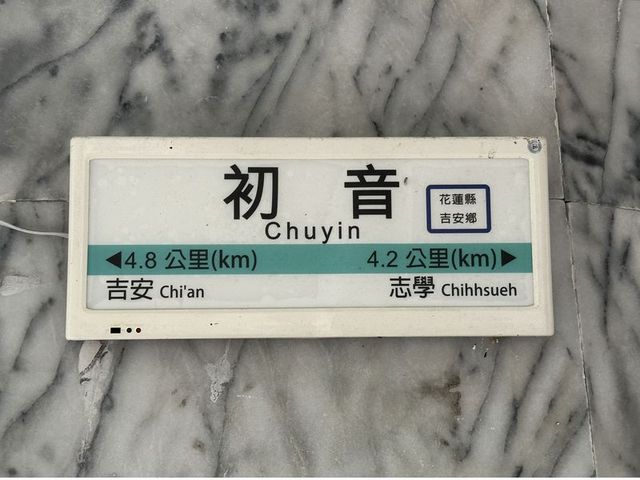 初音
Chuyin
花蓮縣
吉安鄉
◀4.8 公里(km) 4.2 公里(km)▶
吉安 Chi'an 志學 Chihhsueh